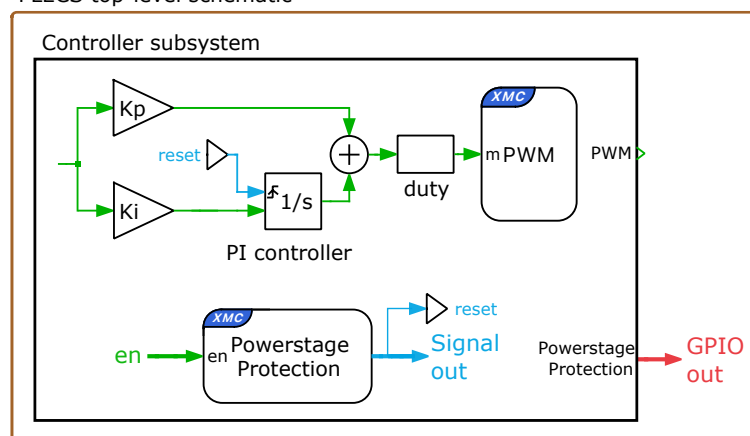 PLECS top-level schematic
Controller subsystem
Kp
XMC
reset
m PWM
PWM
duty
Ki
1/s
PI controller
XMC
reset
en
en
Powerstage
Protection
Signal
out
Powerstage
Protection
GPIO
out